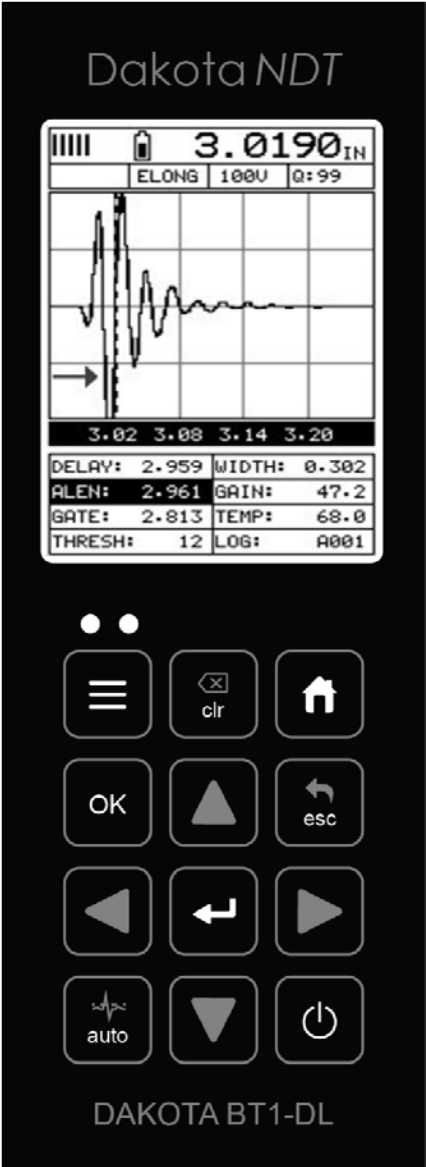 Dakota NDT
3.0190IN
ELONG 100V Q:99
3.02 3.08 3.14 3.20
DELAY: 2.959 WIDTH: 0.302
ALEN: 2.961 GAIN: 47.2
GATE: 2.813 TEMP: 68.0
THRESH: 12 LOG: A001
clr
OK
esc
auto
DAKOTA BT1-DL